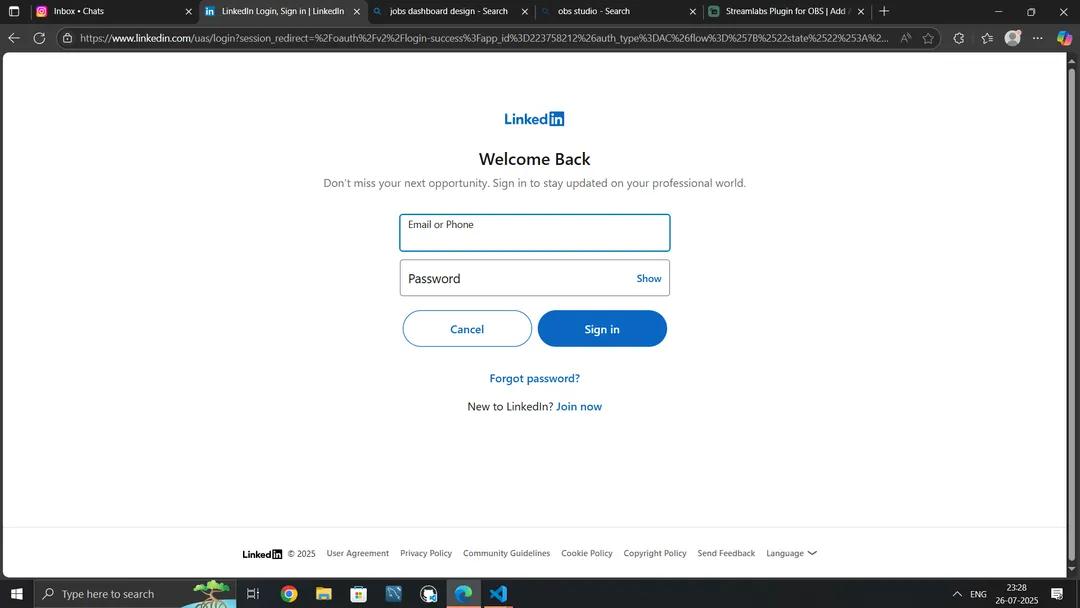 Inbox • Chats
LinkedIn Login, Sign in | LinkedIn
jobs dashboard design - Search
obs studio - Search
Streamlabs Plugin for OBS | Add
https://www.linkedin.com/uas/login?session_redirect=%2Foauth%2Fv2%2Flogin-success%3Fapp_id%3D223758212%26auth_type%3DAC%26flow%3D%257B%2522state%2522%253A%2...
Linked in
Welcome Back
Don't miss your next opportunity. Sign in to stay updated on your professional world.
Email or Phone
Password
Show
Cancel
Sign in
Forgot password?
New to LinkedIn? Join now
Linked in © 2025 User Agreement Privacy Policy Community Guidelines Cookie Policy Copyright Policy Send Feedback Language
Type here to search
ENG
23:28
26-07-2025